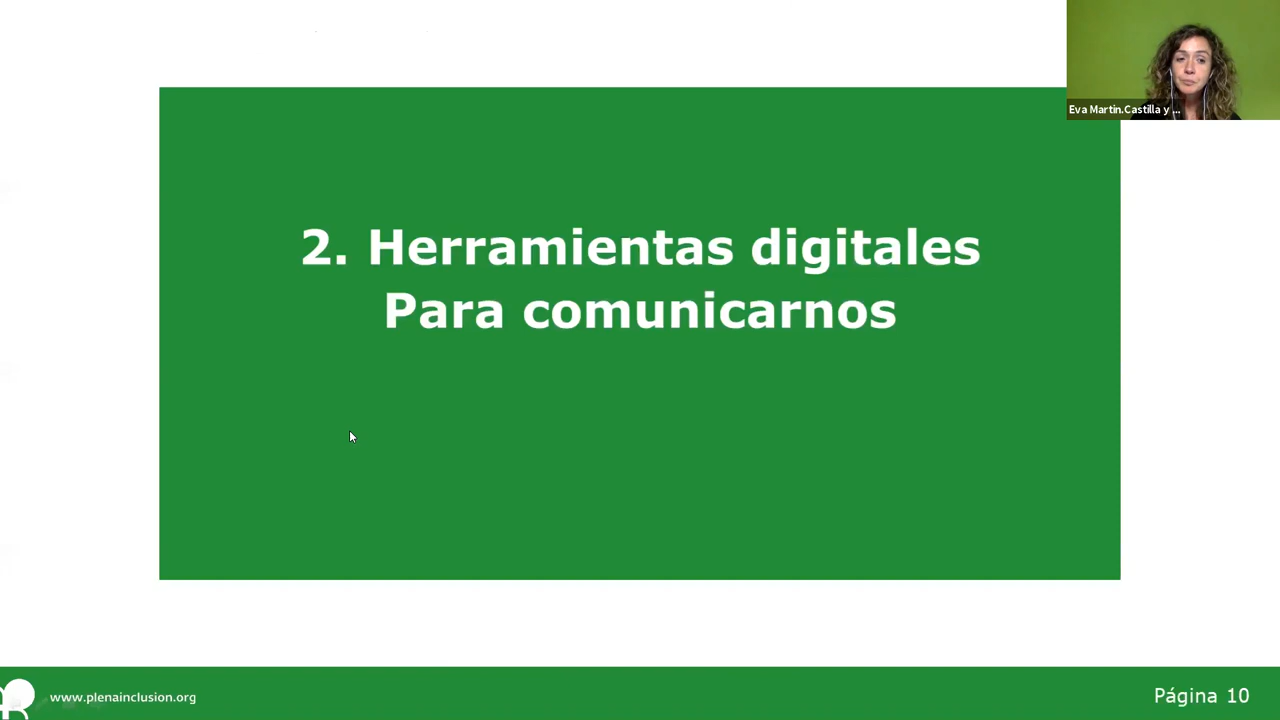 Eva Martin.Castilla y ...
2. Herramientas digitales
Para comunicarnos
www.plenainclusion.org
Página 10